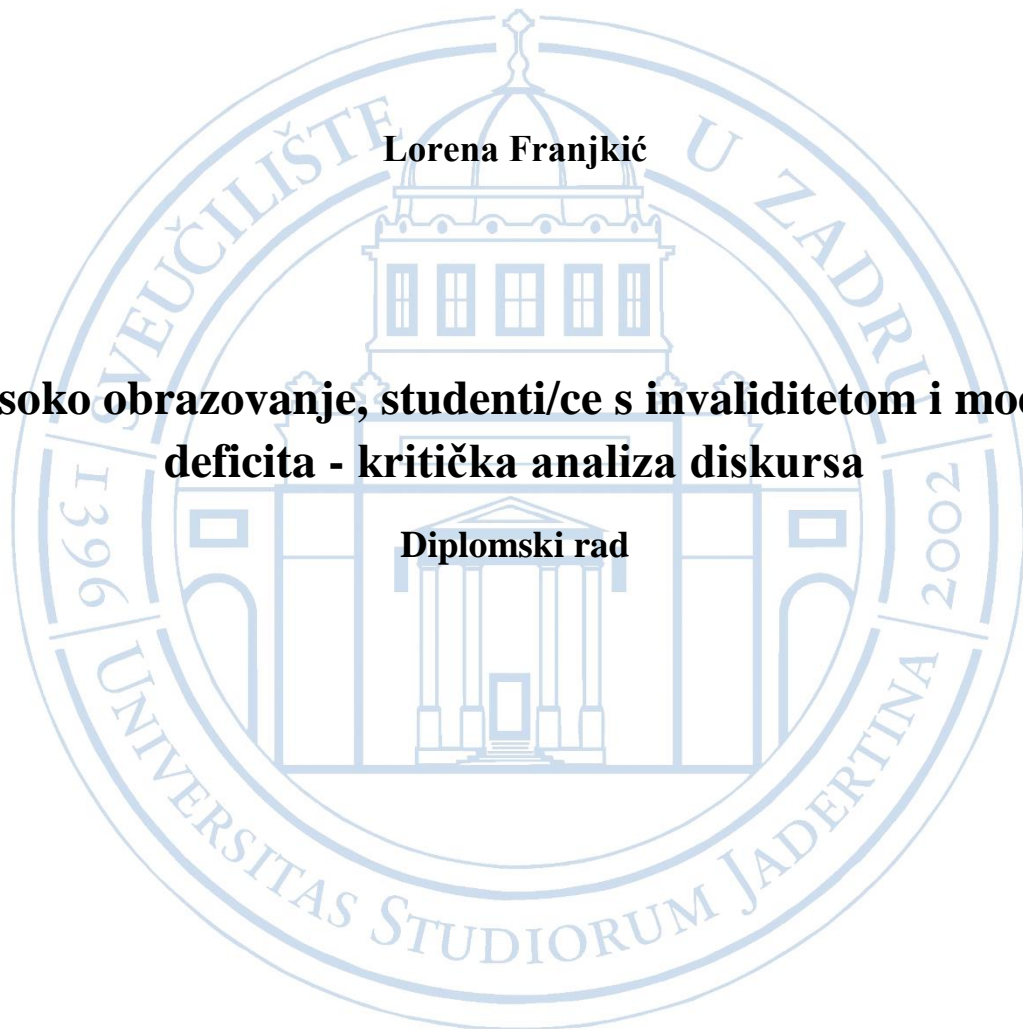 SVEUČILIŠTE U ZADRU
Lorena Franjkić
soko obrazovanje, studenti/ce s invaliditetom i mo
deficita - kritička analiza diskursa
Diplomski rad
1396
2002
UNIVERSITAS STUDIORUM JADERTINA